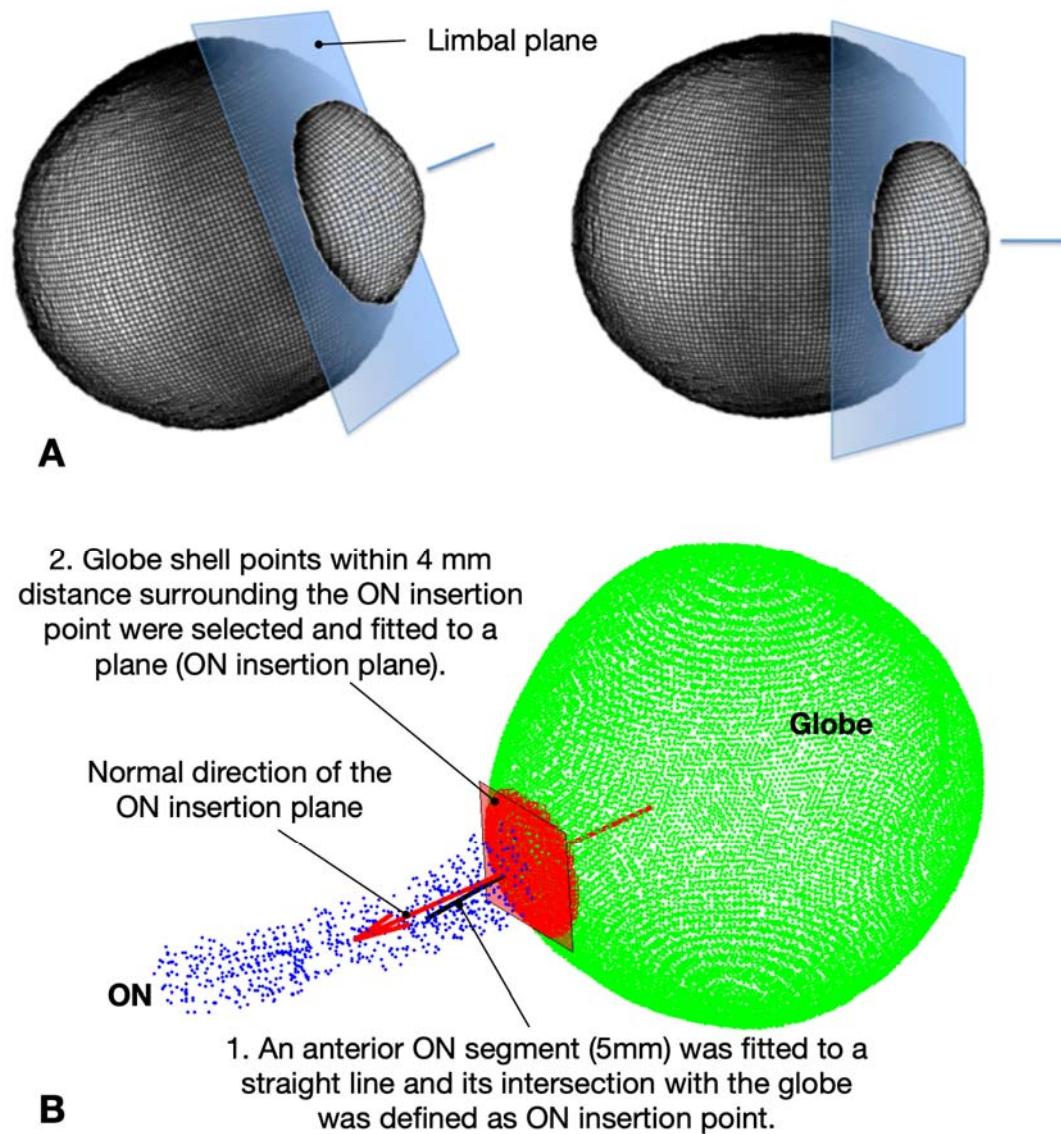 Limbal plane
A
2. Globe shell points within 4 mm
distance surrounding the ON insertion
point were selected and fitted to a
plane (ON insertion plane).
Globe
Normal direction of the
ON insertion plane
ON
1. An anterior ON segment (5mm) was fitted to a
straight line and its intersection with the globe
was defined as ON insertion point.
B